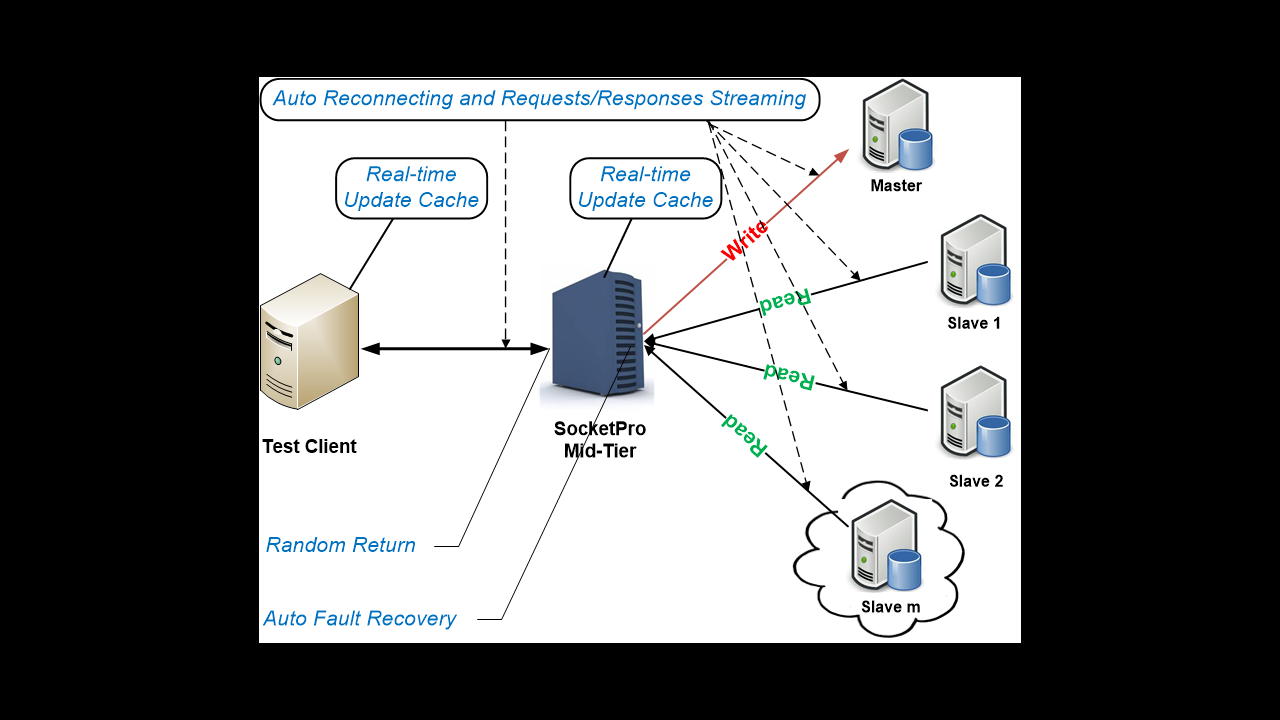 Auto Reconnecting and Requests/Responses Streaming
Master
Real-time
Update Cache
Real-time
Update Cache
Write
Read
Slave 1
Read
Slave 2
Read
Test Client
SocketPro
Mid-Tier
Random Return
Auto Fault Recovery
Slave m